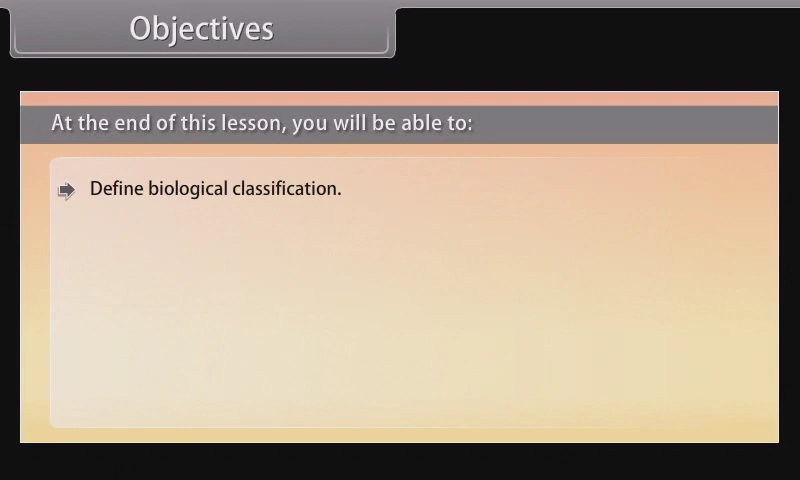 Objectives
At the end of this lesson, you will be able to:
Define biological classification.